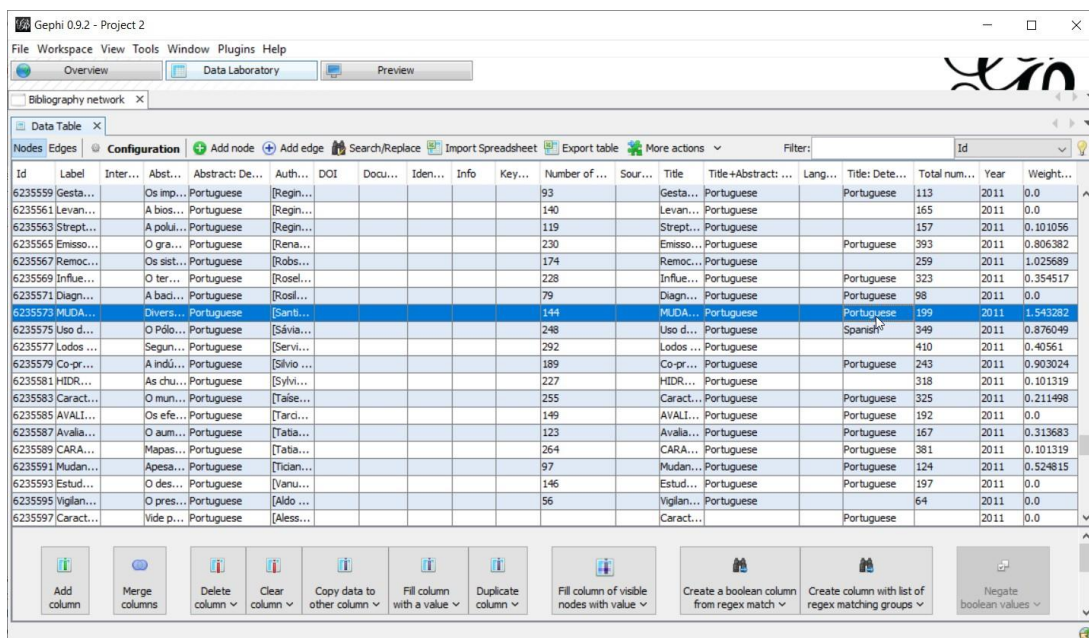 Gephi 0.9.2 - Project 2
File Workspace View Tools Window Plugins Help
Overview Data Laboratory Preview
Bibliography network
Data Table
Nodes Edges Configuration Add node Add edge Search/Replace Import Spreadsheet Export table More actions Filter: Id
Id Label Inter... Abst... Abstract: De... Auth... DOI Docu... Iden... Info Key... Number of ... Sour... Title Title+Abstract: ... Lang... Title: Dete... Total num... Year Weight...
6235559 Gesta... Os imp... Portuguese [Regin... 93 Gesta... Portuguese Portuguese 113 2011 0.0
6235561 Levan... A bios... Portuguese [Regin... 140 Levan... Portuguese 165 2011 0.0
6235563 Strept... A polui... Portuguese [Regin... 119 Strept... Portuguese 157 2011 0.101056
6235565 Emisso... O gra... Portuguese [Rena... 230 Emisso... Portuguese Portuguese 393 2011 0.806382
6235567 Remoc... Os sist... Portuguese [Robs... 174 Remoc... Portuguese 259 2011 1.025689
6235569 Influe... O ter... Portuguese [Rosel... 228 Influe... Portuguese Portuguese 323 2011 0.354517
6235571 Diagn... A baci... Portuguese [Rosil... 79 Diagn... Portuguese Portuguese 98 2011 0.0
6235573 MUDA... Divers... Portuguese [Santi... 144 MUDA... Portuguese Portuguese 199 2011 1.543282
6235575 Uso d... O Pólo... Portuguese [Sávia... 248 Uso d... Portuguese Spanish 349 2011 0.876049
6235577 Lodos ... Segun... Portuguese [Servi... 292 Lodos ... Portuguese 410 2011 0.40561
6235579 Co-pr... A indú... Portuguese [Silvio ... 189 Co-pr... Portuguese Portuguese 243 2011 0.903024
6235581 HIDR... As chu... Portuguese [Sylvi... 227 HIDR... Portuguese 318 2011 0.101319
6235583 Caract... O mun... Portuguese [Taíse... 255 Caract... Portuguese Portuguese 325 2011 0.211498
6235585 AVALI... Os efe... Portuguese [Tarci... 149 AVALI... Portuguese Portuguese 192 2011 0.0
6235587 Avalia... O aum... Portuguese [Tatia... 123 Avalia... Portuguese Portuguese 167 2011 0.313683
6235589 CARA... Mapas... Portuguese [Tatia... 264 CARA... Portuguese Portuguese 381 2011 0.101319
6235591 Mudan... Apesa... Portuguese [Tician... 97 Mudan... Portuguese Portuguese 124 2011 0.524815
6235593 Estud... O des... Portuguese [Vanu... 146 Estud... Portuguese Portuguese 197 2011 0.0
6235595 Vigilan... O pres... Portuguese [Aldo ... 56 Vigilan... Portuguese 64 2011 0.0
6235597 Caract... Vide p... Portuguese [Aless... Caract... Portuguese 2011 0.0
Add Merge Delete Clear Copy data to Fill column Duplicate Fill column of visible Create a boolean column Create column with list of Negate
column columns column column other column with a value column nodes with value from regex match regex matching groups boolean values